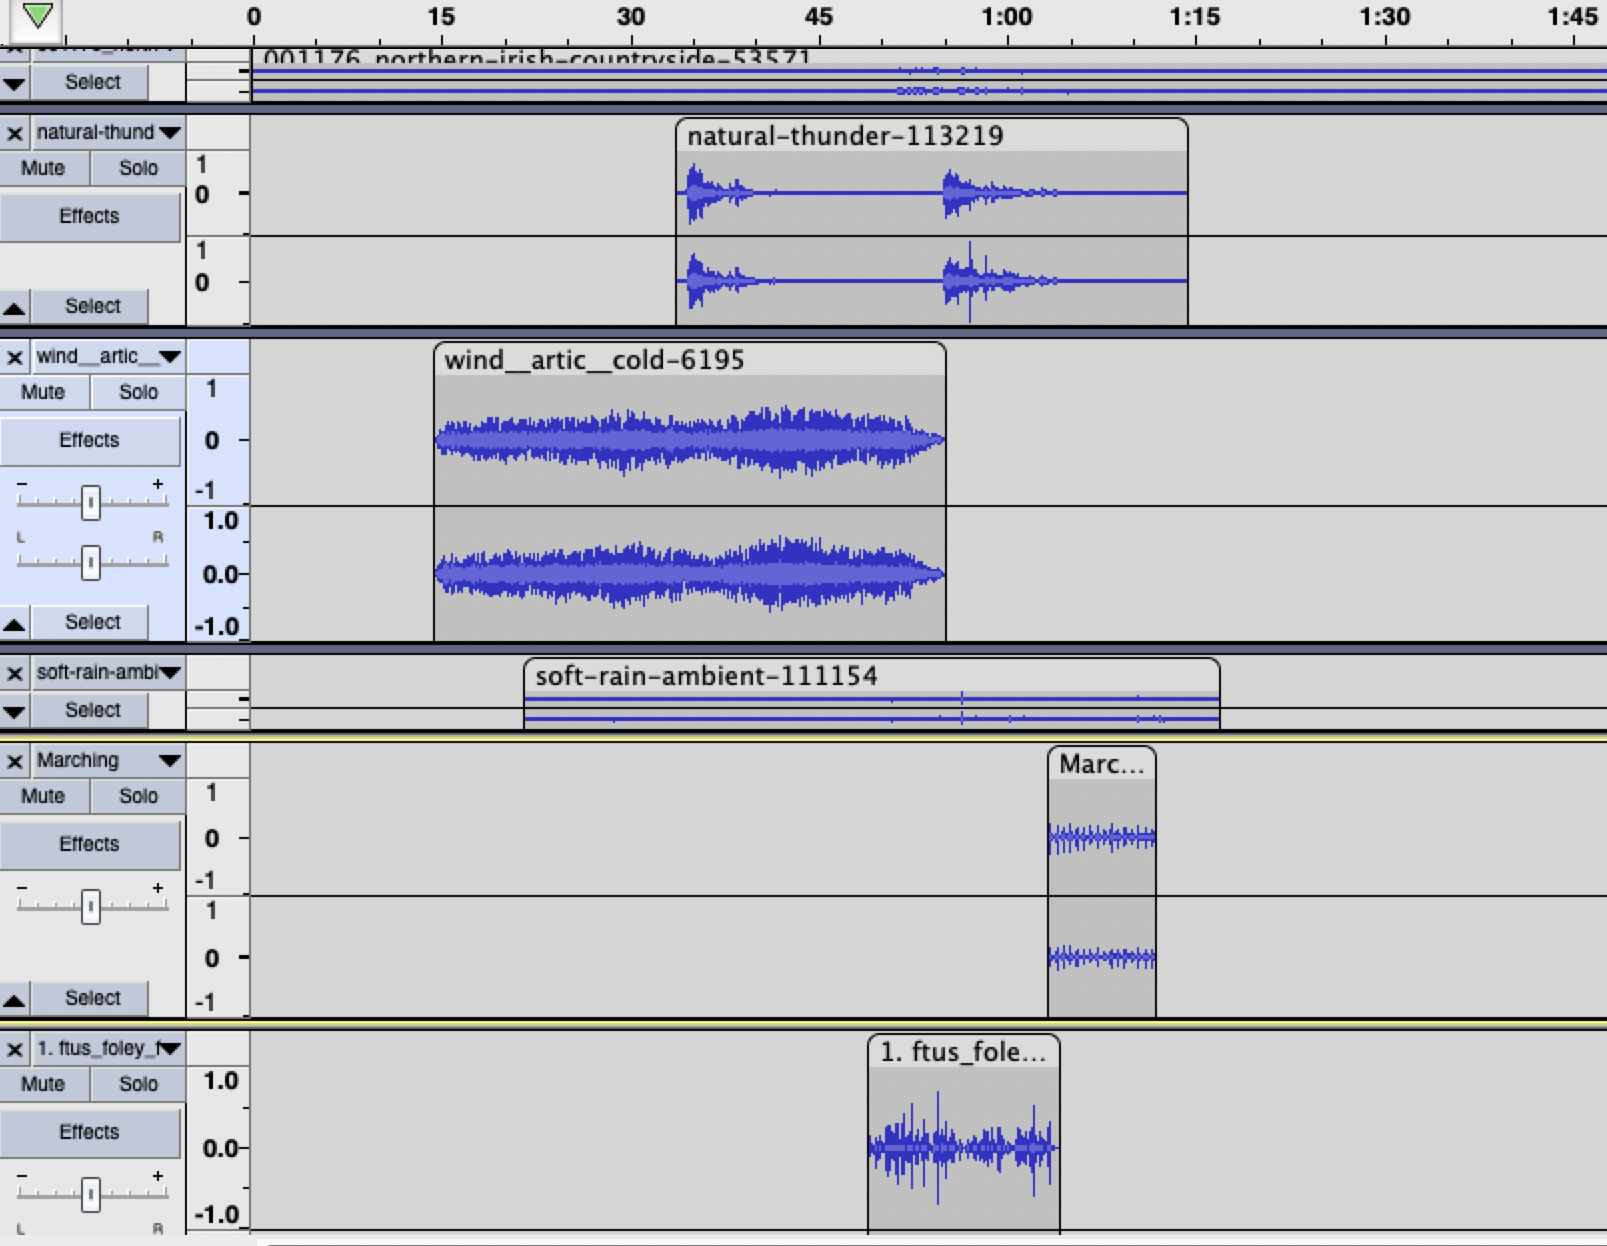 0 15 30 45 1:00 1:15 1:30 1:45
001176_northern-irish-countryside-53571
Select
natural-thund
natural-thunder-113219
Mute Solo
1
0
Effects
1
0
Select
wind__artic__
wind__artic__cold-6195
Mute Solo
1
Effects
0
- +
-1
1.0
L R
0.0
Select
-1.0
soft-rain-ambi
soft-rain-ambient-111154
Select
Marching
Marc...
Mute Solo
1
Effects
0
- +
-1
1
0
Select
-1
1. ftus_foley_f
1. ftus_fole...
Mute Solo
1.0
Effects
0.0
- +
-1.0
L R